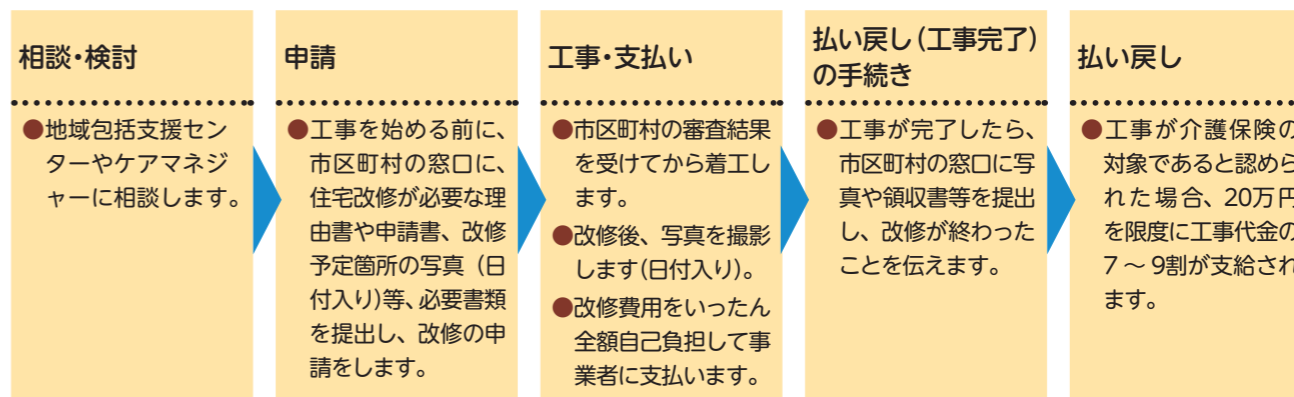 相談・検討
●地域包括支援セン
ターやケアマネジ
ャーに相談します。
申請
●工事を始める前に、
市区町村の窓口に、
住宅改修が必要な理
由書や申請書、改修
予定箇所の写真（日
付入り）等、必要書類
を提出し、改修の申
請をします。
工事・支払い
●市区町村の審査結果
を受けてから着工し
ます。
●改修後、写真を撮影
します（日付入り）。
●改修費用をいったん
全額自己負担して事
業者に支払います。
払い戻し（工事完了）
の手続き
●工事が完了したら、
市区町村の窓口に写
真や領収書等を提出
し、改修が終わった
ことを伝えます。
払い戻し
●工事が介護保険の
対象であると認めら
れた場合、20万円
を限度に工事代金の
7～9割が支給され
ます。